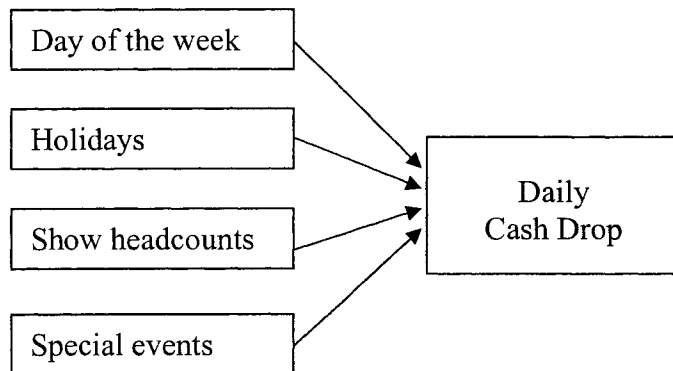 Day of the week
Holidays
Show headcounts
Special events
Daily
Cash Drop